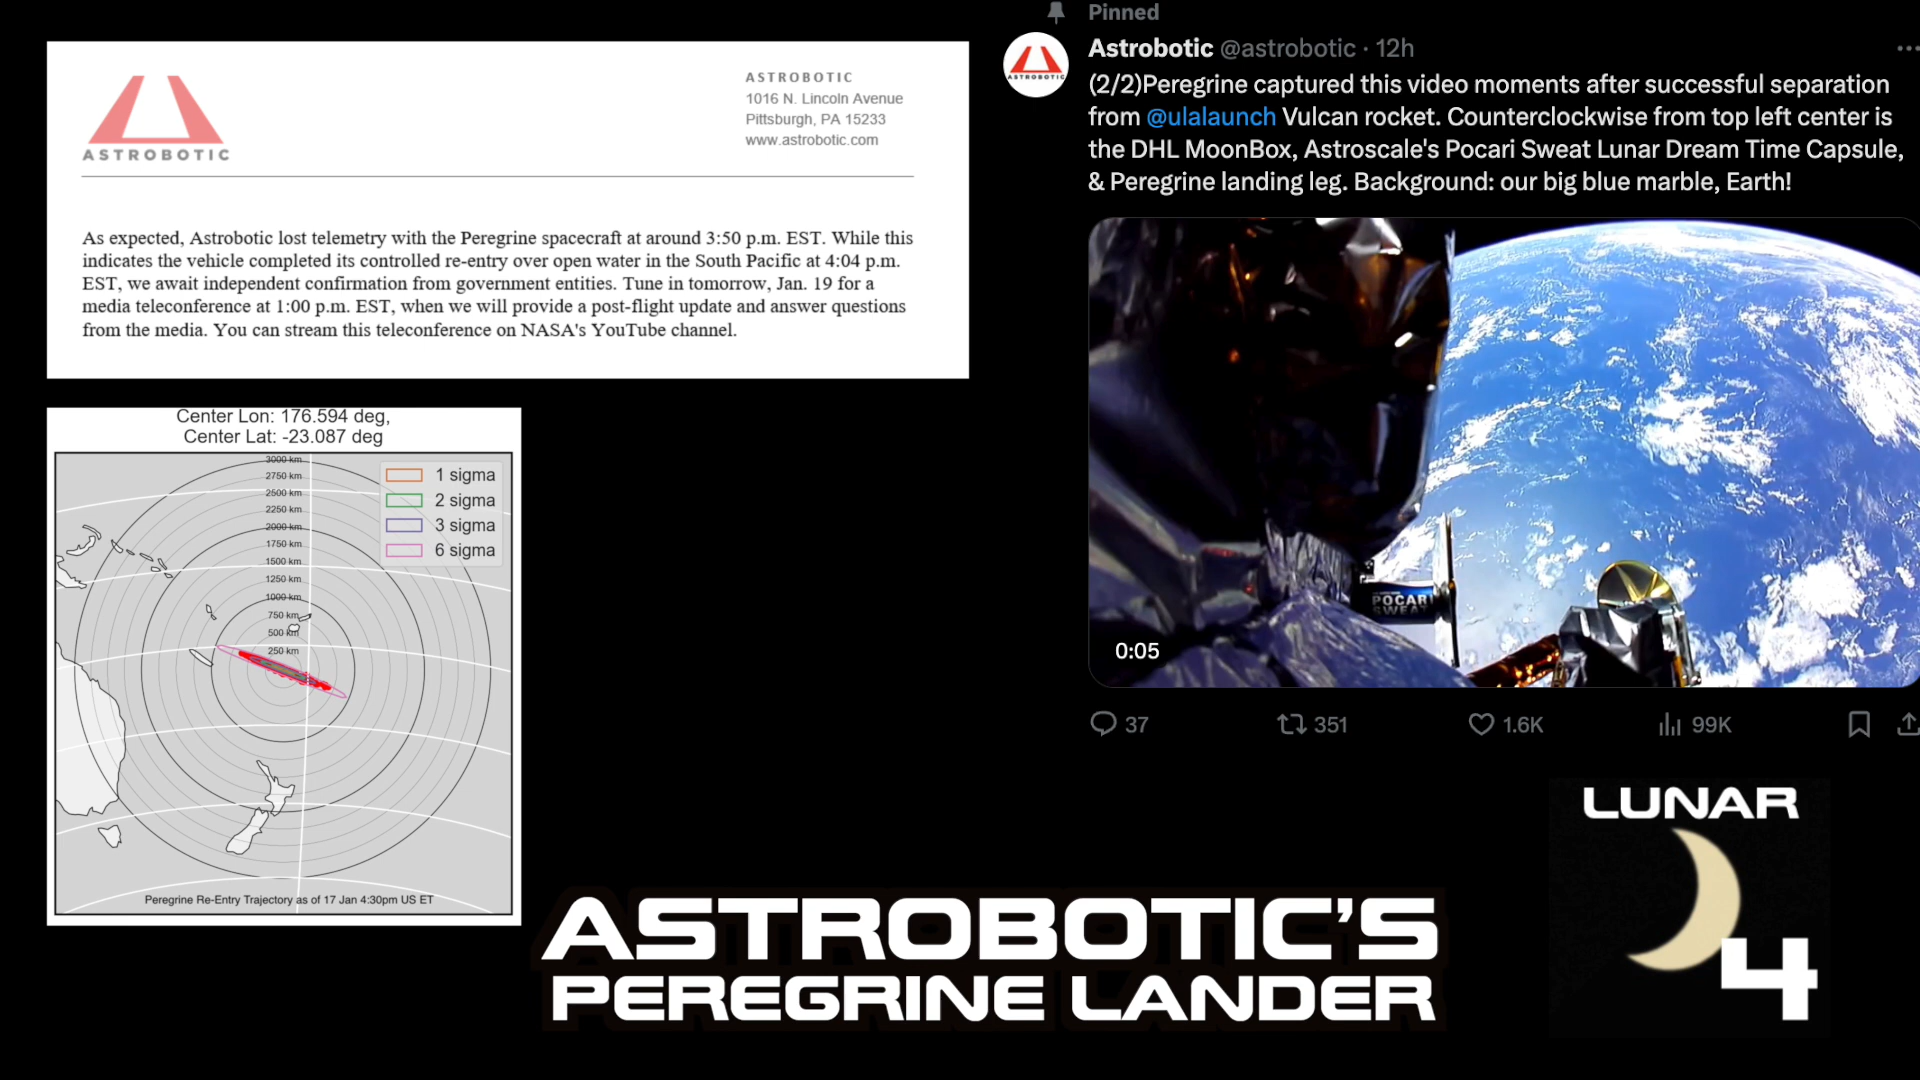 ASTROBOTIC
ASTROBOTIC
1016 N. Lincoln Avenue
Pittsburgh, PA 15233
www.astrobotic.com
As expected, Astrobotic lost telemetry with the Peregrine spacecraft at around 3:50 p.m. EST. While this
indicates the vehicle completed its controlled re-entry over open water in the South Pacific at 4:04 p.m.
EST, we await independent confirmation from government entities. Tune in tomorrow, Jan. 19 for a
media teleconference at 1:00 p.m. EST, when we will provide a post-flight update and answer questions
from the media. You can stream this teleconference on NASA's YouTube channel.
Center Lon: 176.594 deg,
Center Lat: -23.087 deg
3000 km
2750 km
2500 km
2250 km
2000 km
1750 km
1500 km
1250 km
1000 km
750 km
500 km
250 km
1 sigma
2 sigma
3 sigma
6 sigma
Peregrine Re-Entry Trajectory as of 17 Jan 4:30pm US ET
Pinned
ASTROBOTIC
Astrobotic @astrobotic · 12h
(2/2)Peregrine captured this video moments after successful separation
from @ulalaunch Vulcan rocket. Counterclockwise from top left center is
the DHL MoonBox, Astroscale's Pocari Sweat Lunar Dream Time Capsule,
& Peregrine landing leg. Background: our big blue marble, Earth!
POCARI
SWEAT
0:05
37 351 1.6K 99K
ASTROBOTIC'S
PEREGRINE LANDER
LUNAR
4